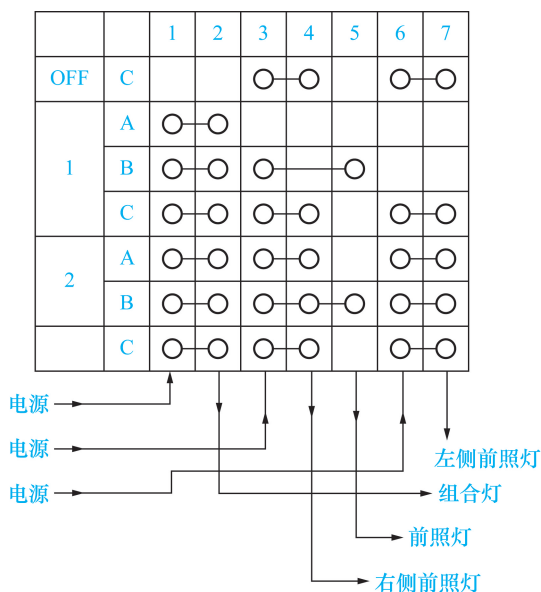 1 2 3 4 5 6 7
OFF C
A
1 B
C
A
2
B
C
电源
电源
左侧前照灯
电源
组合灯
前照灯
右侧前照灯